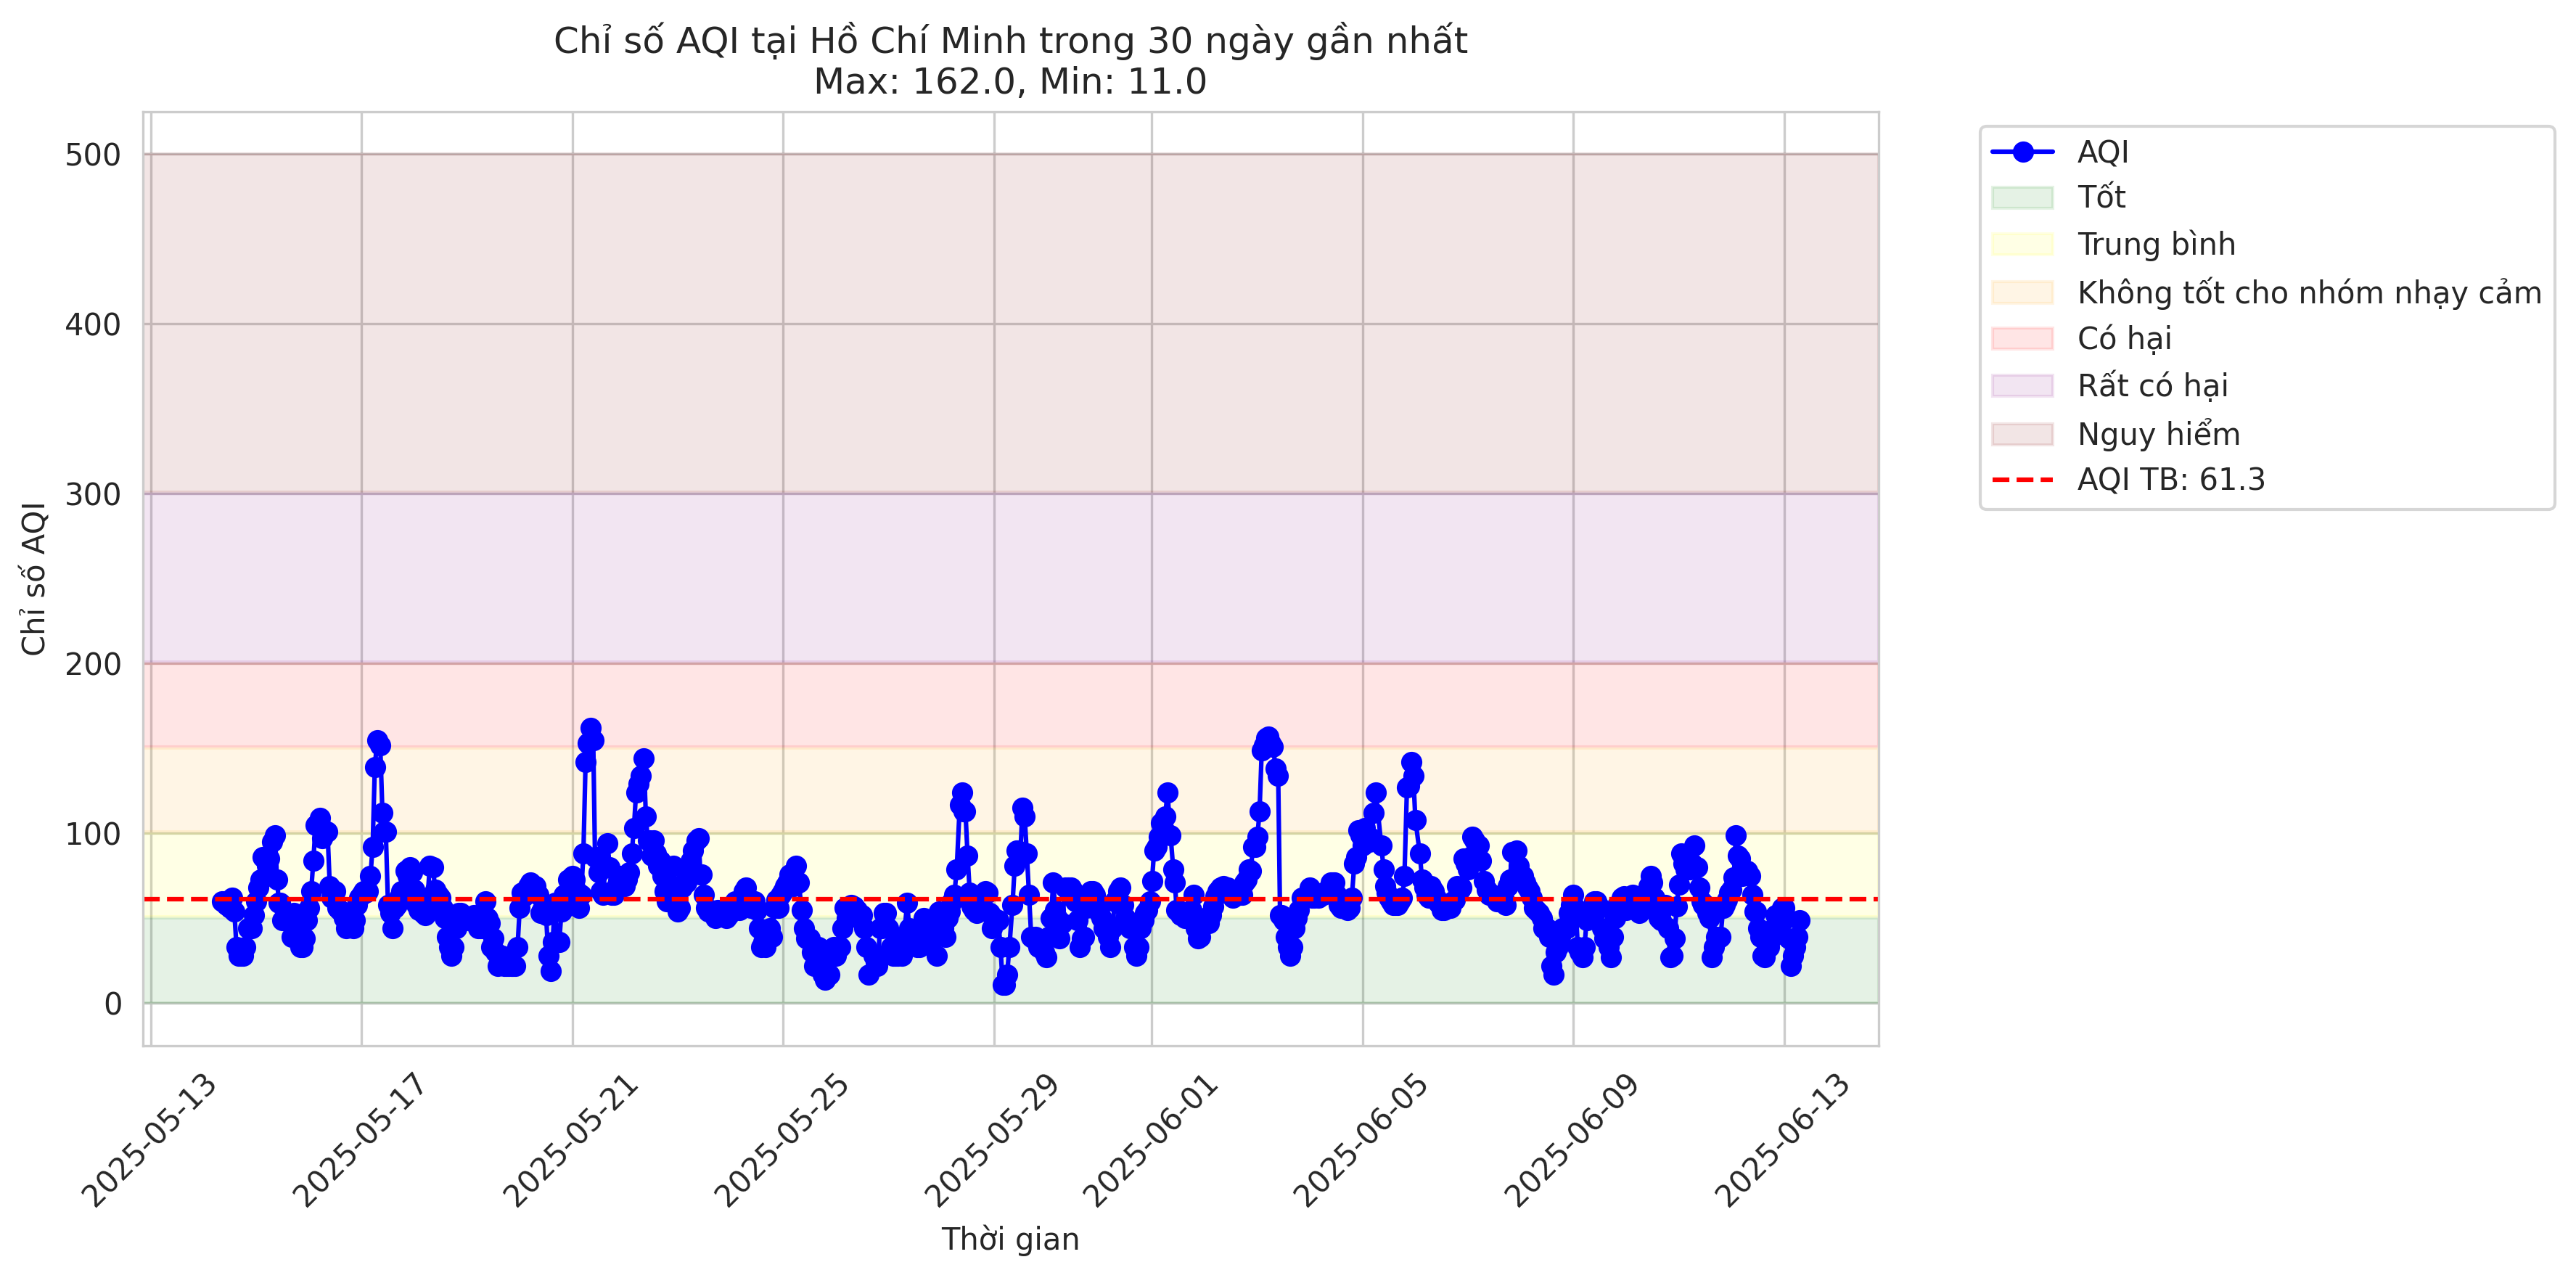 Chỉ số AQI tại Hồ Chí Minh trong 30 ngày gần nhất
Max: 162.0, Min: 11.0
Chỉ số AQI
500
400
300
200
100
0
2025-05-13
2025-05-17
2025-05-21
2025-05-25
2025-05-29
2025-06-01
2025-06-05
2025-06-09
2025-06-13
Thời gian
AQI
Tốt
Trung bình
Không tốt cho nhóm nhạy cảm
Có hại
Rất có hại
Nguy hiểm
AQI TB: 61.3